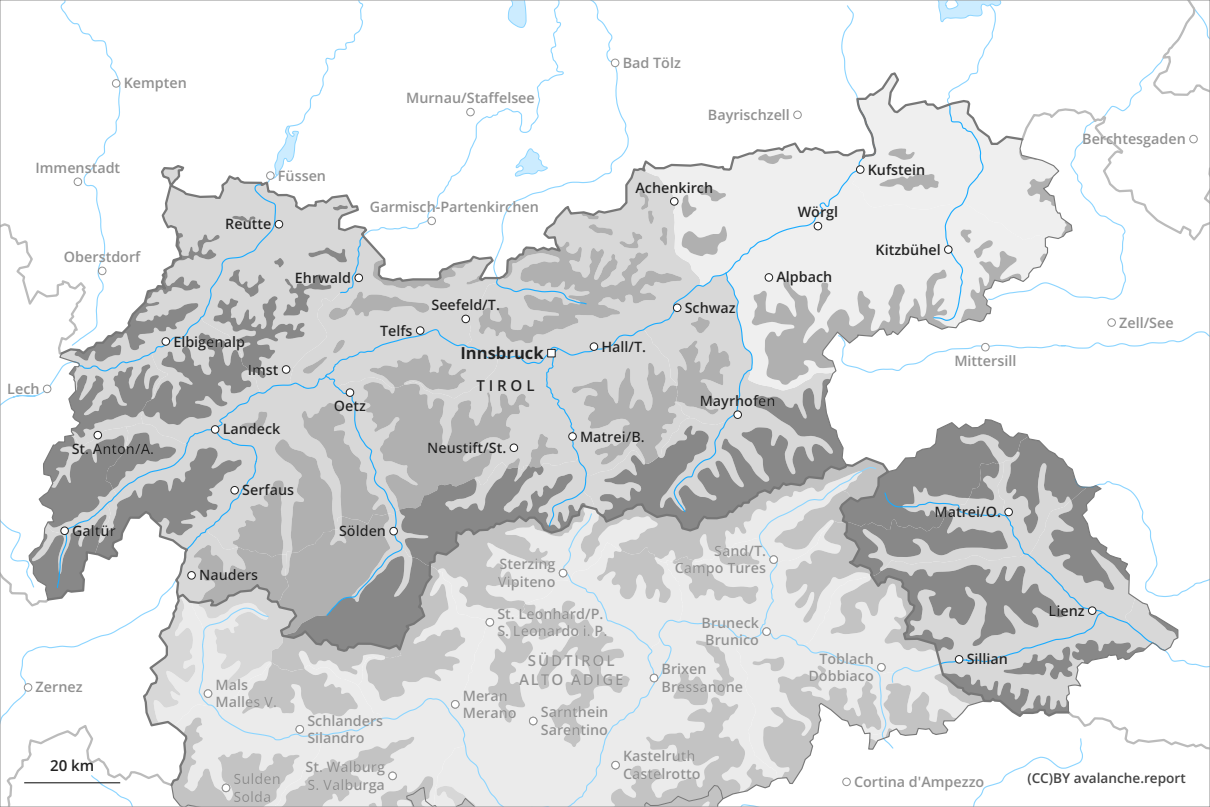 Bad Tölz
Kempten
Murnau/Staffelsee
Bayrischzell
Berchtesgaden
Immenstadt
Füssen
Kufstein
Achenkirch
Garmisch-Partenkirchen
Wörgl
Reutte
Kitzbühel
Oberstdorf
Ehrwald
Alpbach
Seefeld/T.
Schwaz
Zell/See
Telfs
Elbigenalp
Innsbruck
Hall/T.
Mittersill
Imst
TIROL
Lech
Oetz
Mayrhofen
Landeck
Matrei/B.
St. Anton/A.
Neustift/St.
Serfaus
Matrei/O.
Galtür
Sölden
Sand/T.
Campo Tures
Sterzing
Vipiteno
Nauders
Lienz
St. Leonhard/P.
S. Leonardo i. P.
Bruneck
Brunico
SÜDTIROL
ALTO ADIGE
Toblach
Dobbiaco
Sillian
Brixen
Bressanone
Zernez
Mals
Malles V.
Meran
Merano
Sarnthein
Sarentino
Schlanders
Silandro
Kastelruth
Castelrotto
St. Walburg
S. Valburga
20 km
Sulden
Solda
Cortina d'Ampezzo
(CC)BY avalanche.report